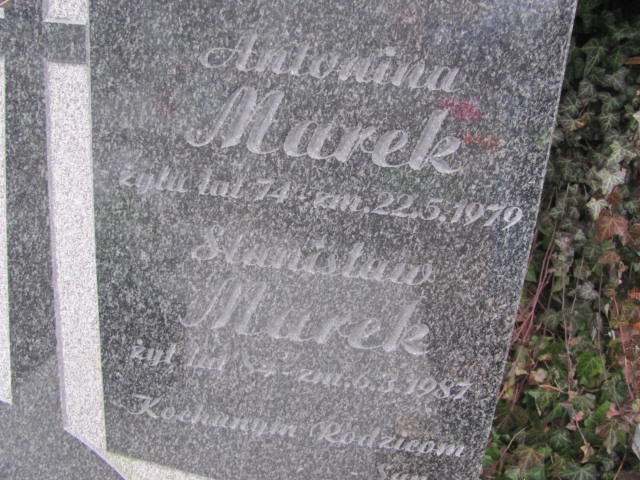 Antonina
Marek
żyła lat 74 - zm. 22.5.1979
Stanisław
Marek
żył lat 84 - zm. 6.3.1987
Kochanym Rodzicom